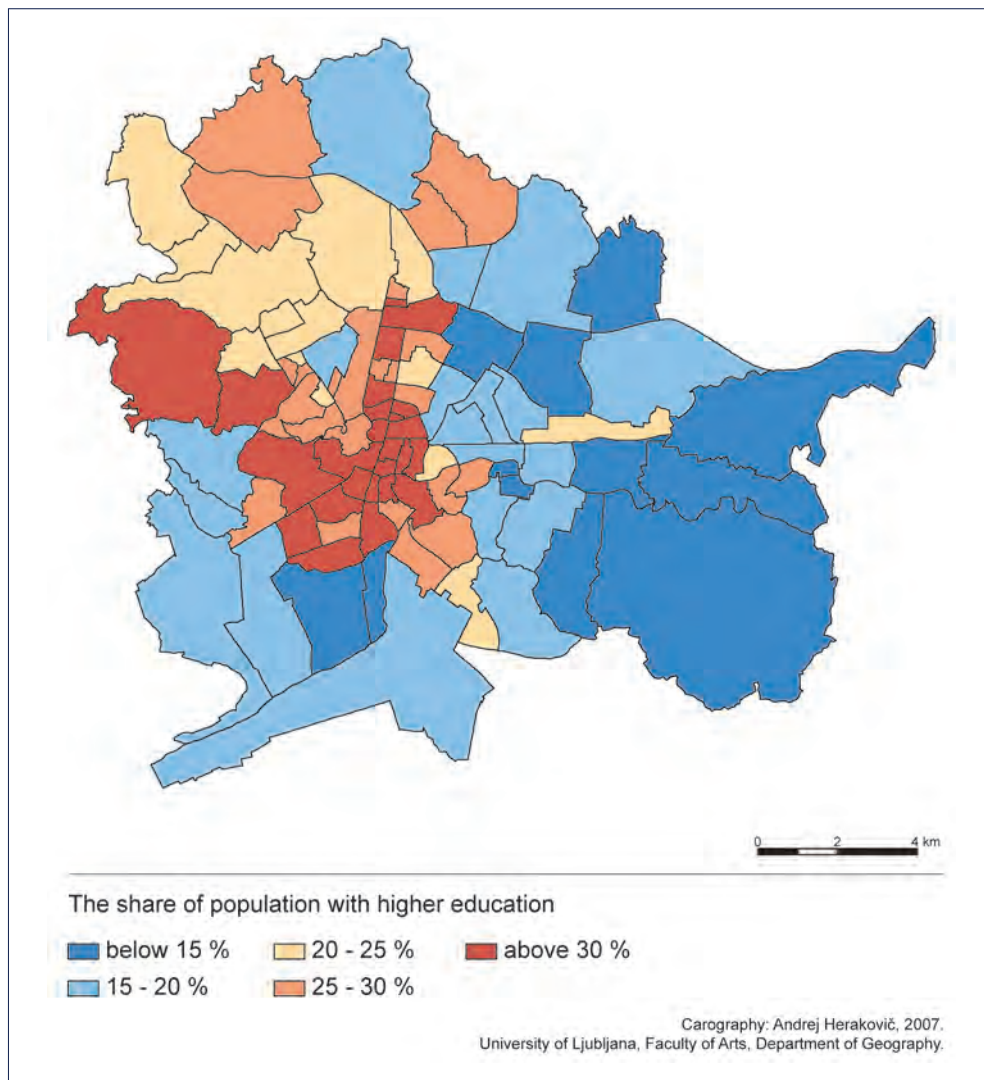 0 2 4 km
The share of population with higher education
below 15 % 20 - 25 % above 30 %
15 - 20 % 25 - 30 %
Carography: Andrej Herakovič, 2007.
University of Ljubljana, Faculty of Arts, Department of Geography.